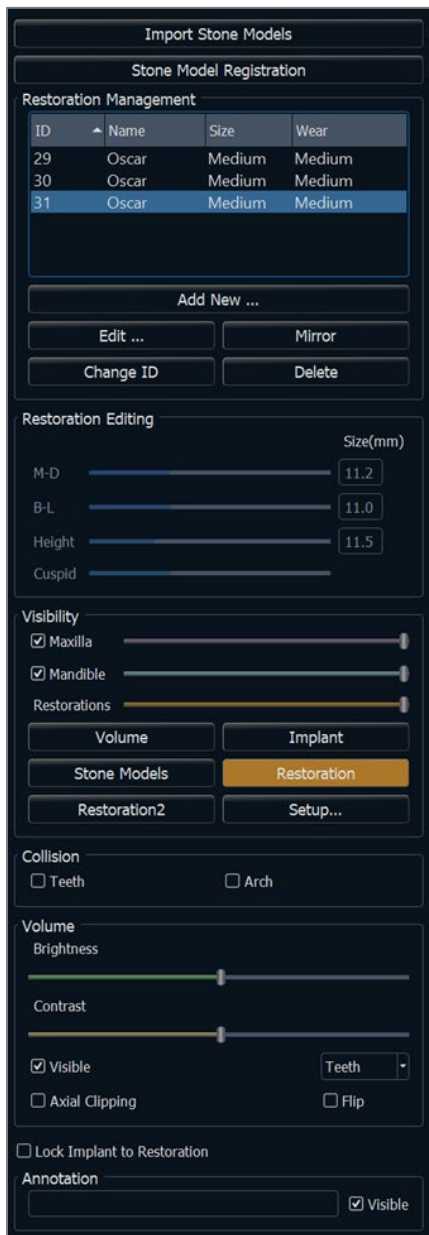 Import Stone Models
Stone Model Registration
Restoration Management
ID Name Size Wear
29 Oscar Medium Medium
30 Oscar Medium Medium
31 Oscar Medium Medium
Add New ...
Edit ... Mirror
Change ID Delete
Restoration Editing
Size(mm)
M-D 11.2
B-L 11.0
Height 11.5
Cuspid
Visibility
Maxilla
Mandible
Restorations
Volume Implant
Stone Models Restoration
Restoration2 Setup...
Collision
Teeth Arch
Volume
Brightness
Contrast
Visible Teeth
Axial Clipping Flip
Lock Implant to Restoration
Annotation
Visible